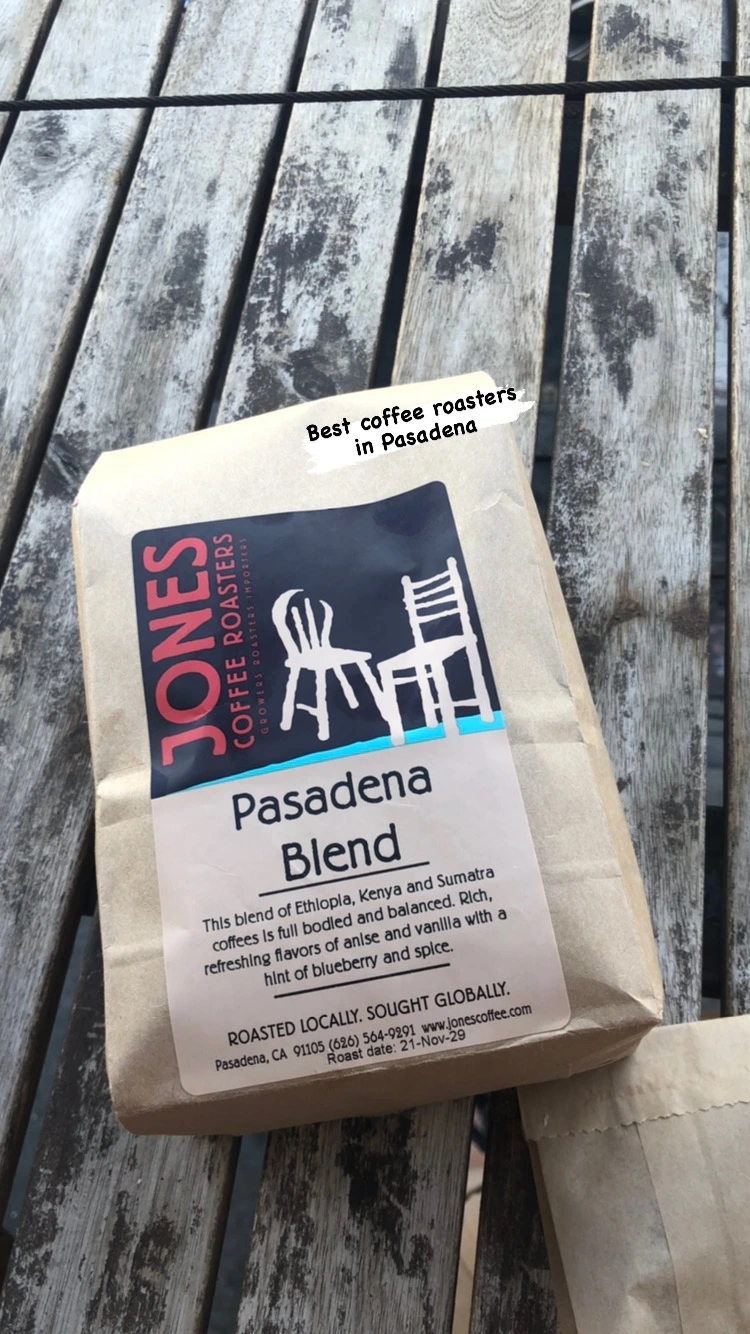 Best coffee roasters
in Pasadena
JONES
COFFEE ROASTERS
GROWERS ROASTERS IMPORTERS
Pasadena
Blend
This blend of Ethiopia, Kenya and Sumatra
coffees is full bodied and balanced. Rich,
refreshing flavors of anise and vanilla with a
hint of blueberry and spice.
ROASTED LOCALLY. SOUGHT GLOBALLY.
Pasadena, CA 91105 (626) 564-9291 www.jonescoffee.com
Roast date: 21-Nov-29